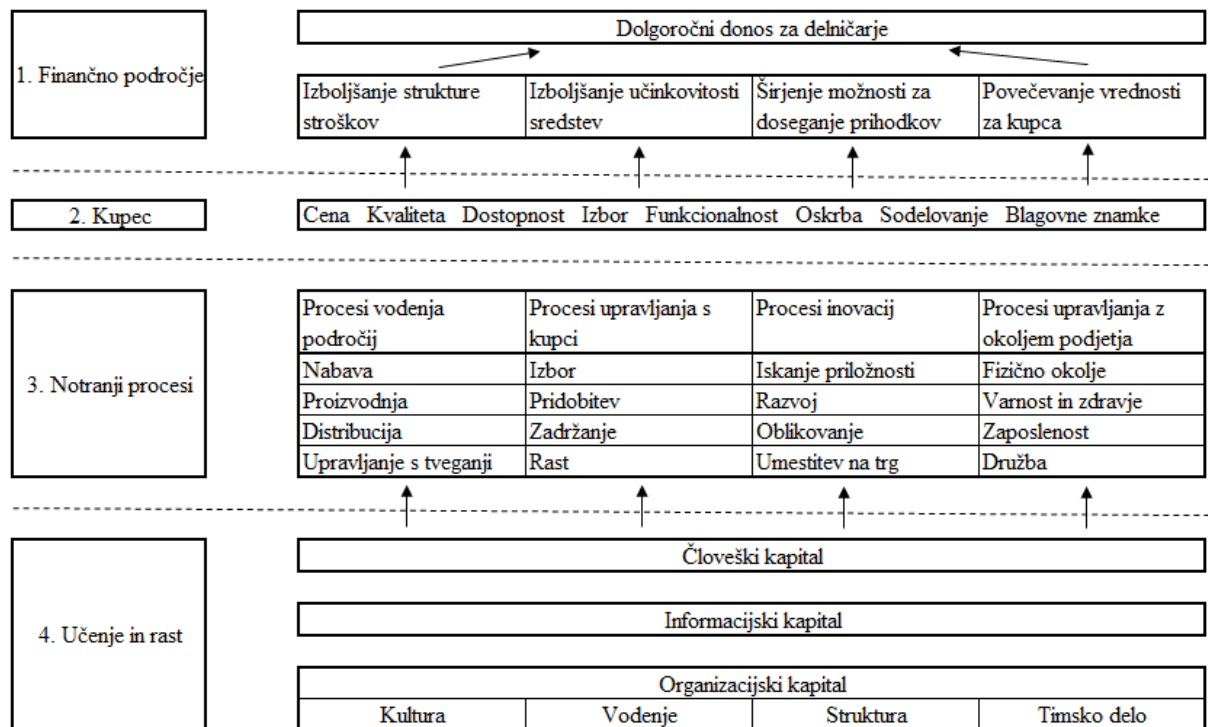 Dolgoročni donos za delničarje
1. Finančno področje
Izboljšanje strukture
stroškov
Izboljšanje učinkovitosti
sredstev
Širjenje možnosti za
doseganje prihodkov
Povečevanje vrednosti
za kupca
2. Kupec
Cena Kvaliteta Dostopnost Izbor Funkcionalnost Oskrba Sodelovanje Blagovne znamke
3. Notranji procesi
Procesi vodenja
področij
Procesi upravljanja s
kupci
Procesi inovacij
Procesi upravljanja z
okoljem podjetja
Nabava
Izbor
Iskanje priložnosti
Fizično okolje
Proizvodnja
Pridobitev
Razvoj
Varnost in zdravje
Distribucija
Zadržanje
Oblikovanje
Zaposlenost
Upravljanje s tveganji
Rast
Umestitev na trg
Družba
4. Učenje in rast
Človeški kapital
Informacijski kapital
Organizacijski kapital
Kultura
Vodenje
Struktura
Timsko delo